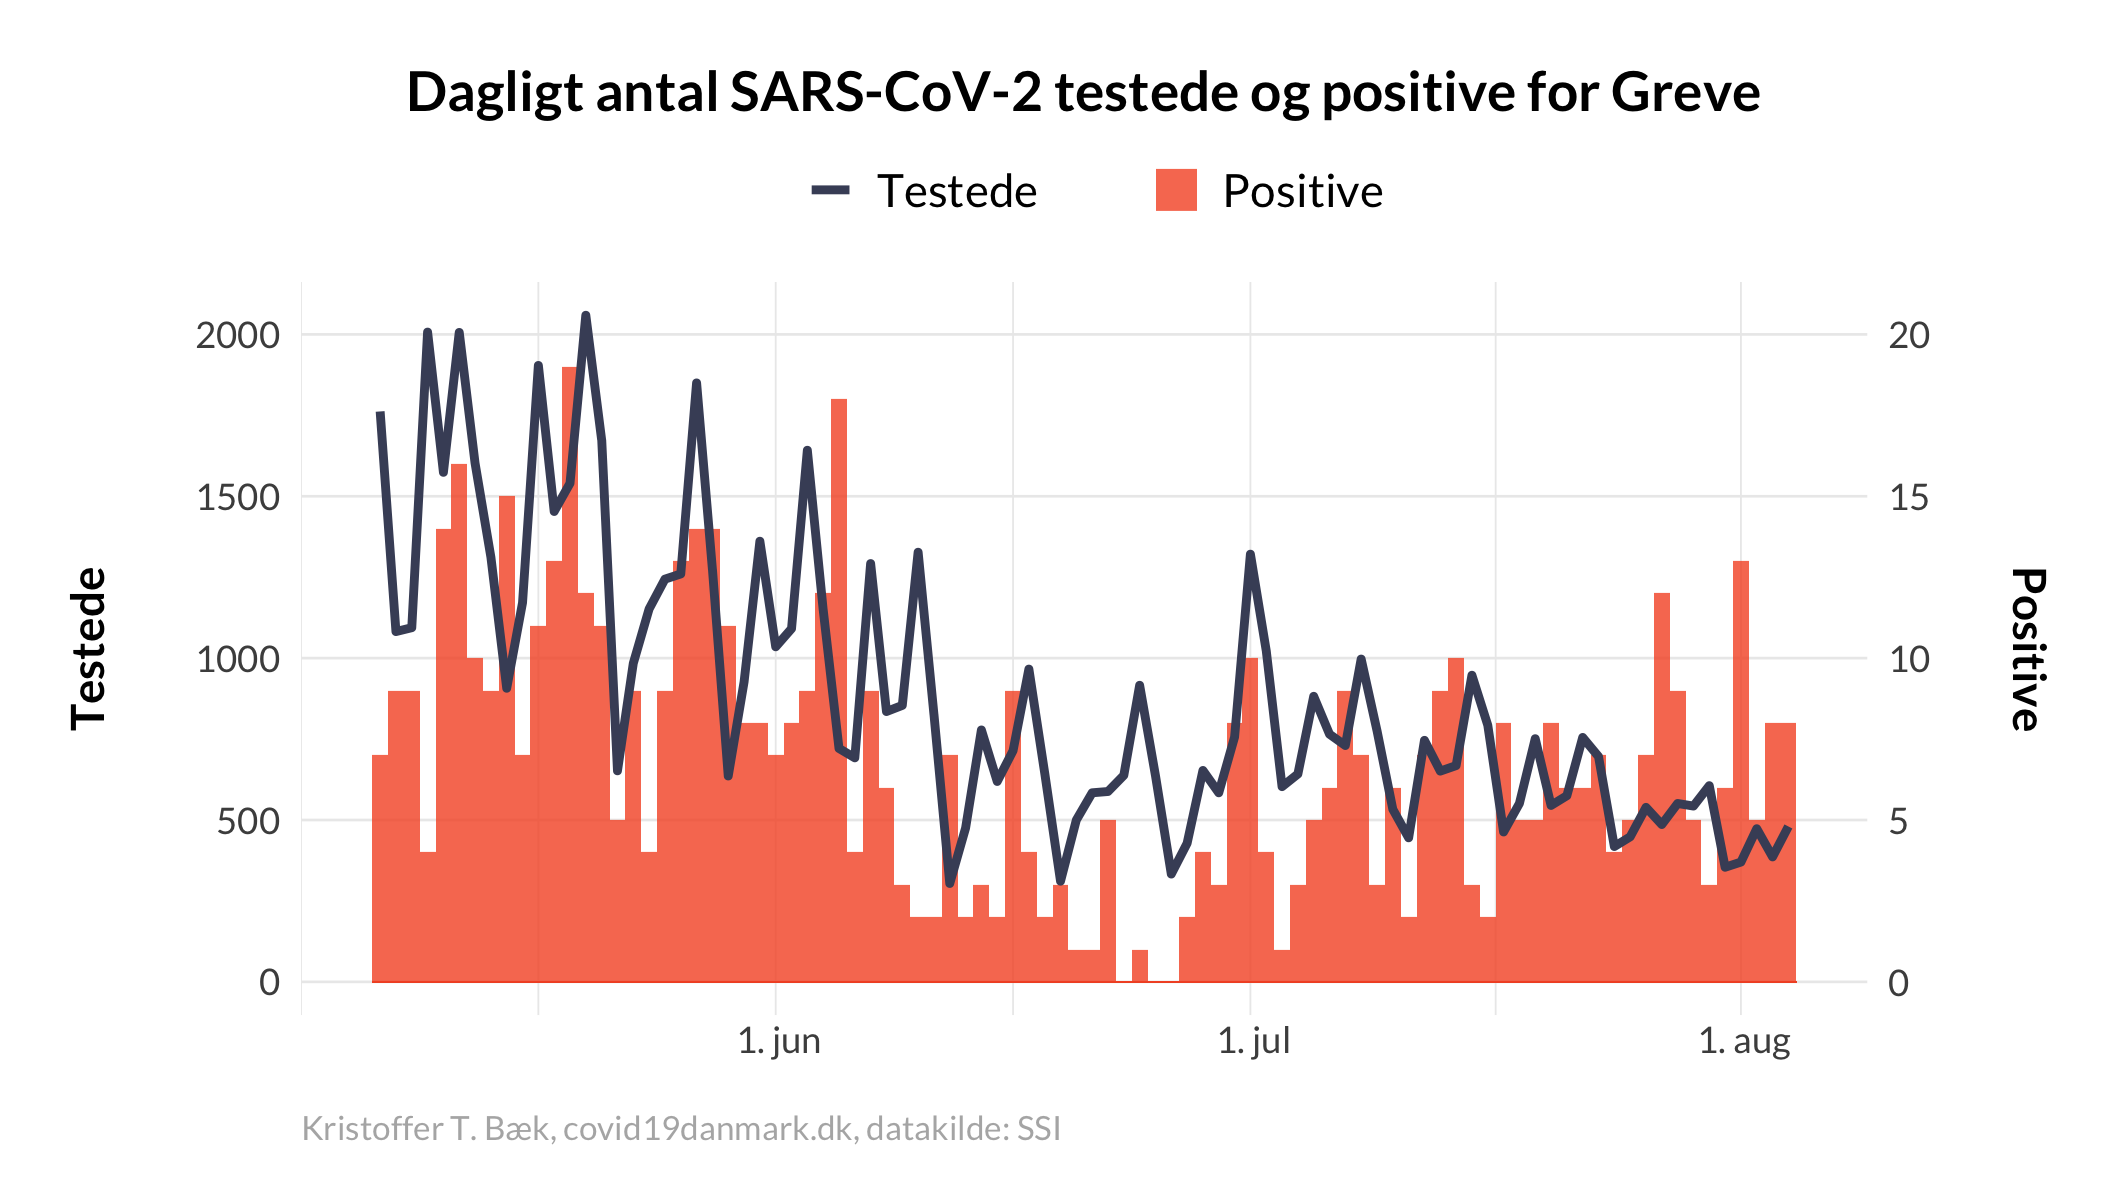 Dagligt antal SARS-CoV-2 testede og positive for Greve
Testede Positive
2000 20
1500 15
1000 10
500 5
0 0
Testede
Positive
1. jun 1. jul 1. aug
Kristoffer T. Bæk, covid19danmark.dk, datakilde: SSI